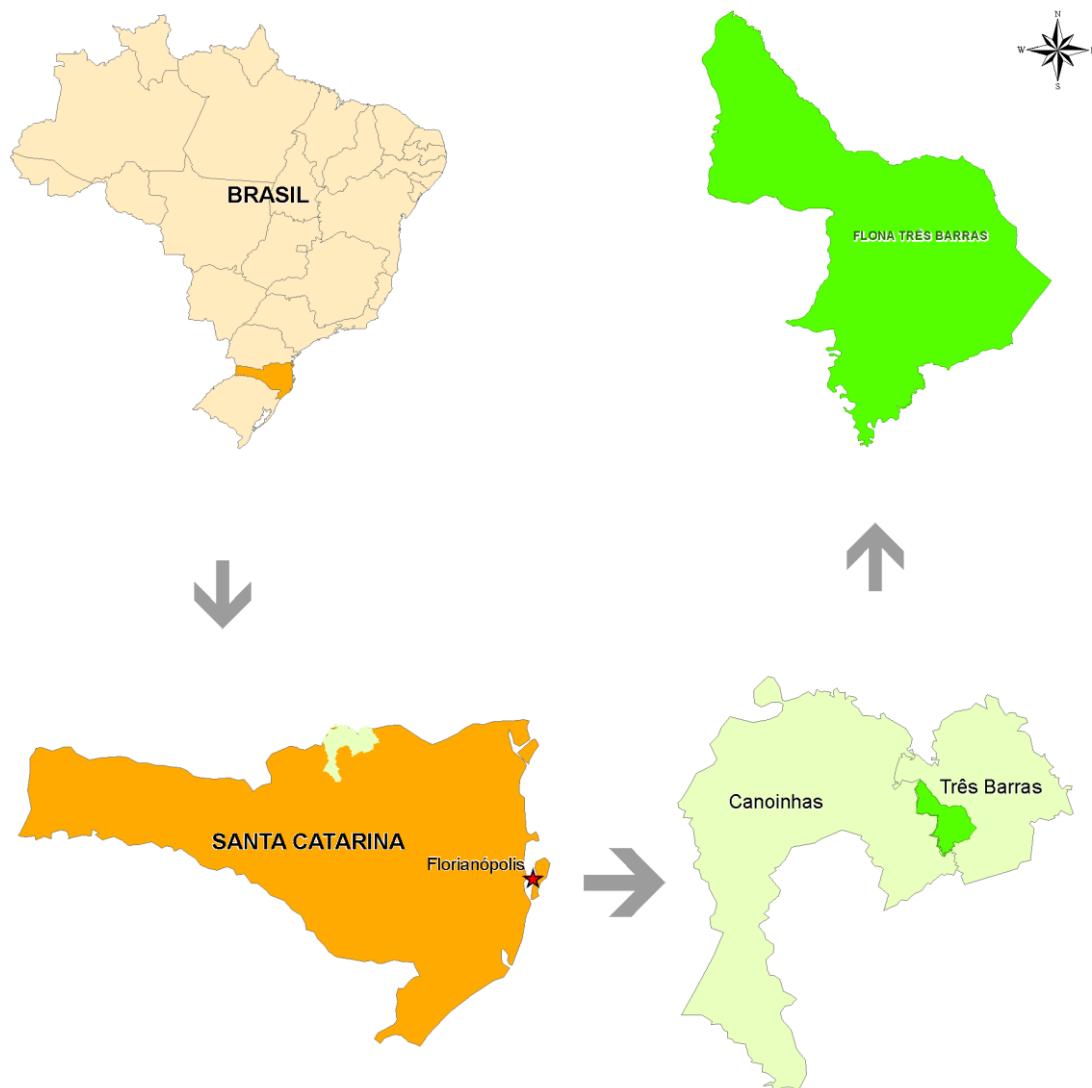 BRASIL
N
W
S
FLONA TRÊS BARRAS
SANTA CATARINA
Florianópolis
Canoinhas
Três Barras